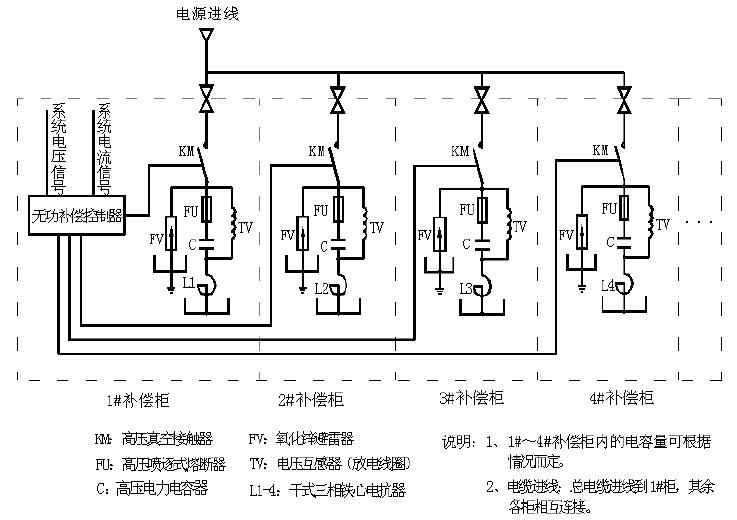 电源进线
系统电压信号
系统电流信号
KM
KM
KM
KM
无功补偿控制器
FU
FV
TV
C
L1
FU
FV
TV
C
L2
FU
FV
TV
C
L3
FU
FV
TV
C
L4
···
1#补偿柜
2#补偿柜
3#补偿柜
4#补偿柜
KM: 高压真空接触器
FV: 氧化锌避雷器
FU: 高压喷逐式熔断器
TV: 电压互感器(放电线圈)
C: 高压电力电容器
L1-4: 干式三相铁心电抗器
说明: 1、1#~4#补偿柜内的电容量可根据
情况而定。
2、电缆进线: 总电缆进线到1#柜, 其余
各柜相互连接。